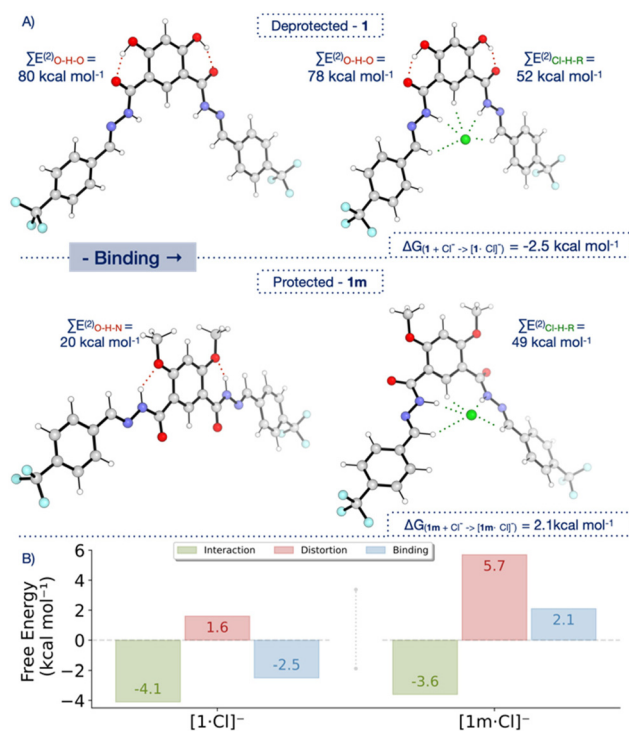 A)
Deprotected - 1
∑E⁽²⁾O-H-O =
80 kcal mol⁻¹
∑E⁽²⁾O-H-O =
78 kcal mol⁻¹
∑E⁽²⁾Cl-H-R =
52 kcal mol⁻¹
ΔG(1 + Cl⁻ -> [1· Cl]⁻) = -2.5 kcal mol⁻¹
- Binding →
Protected - 1m
∑E⁽²⁾O-H-N =
20 kcal mol⁻¹
∑E⁽²⁾Cl-H-R =
49 kcal mol⁻¹
ΔG(1m + Cl⁻ -> [1m· Cl]⁻) = 2.1kcal mol⁻¹
B)
Interaction
Distortion
Binding
Free Energy
(kcal mol⁻¹)
6
4
2
0
−2
−4
-4.1
1.6
-2.5
-3.6
5.7
2.1
[1·Cl]⁻
[1m·Cl]⁻